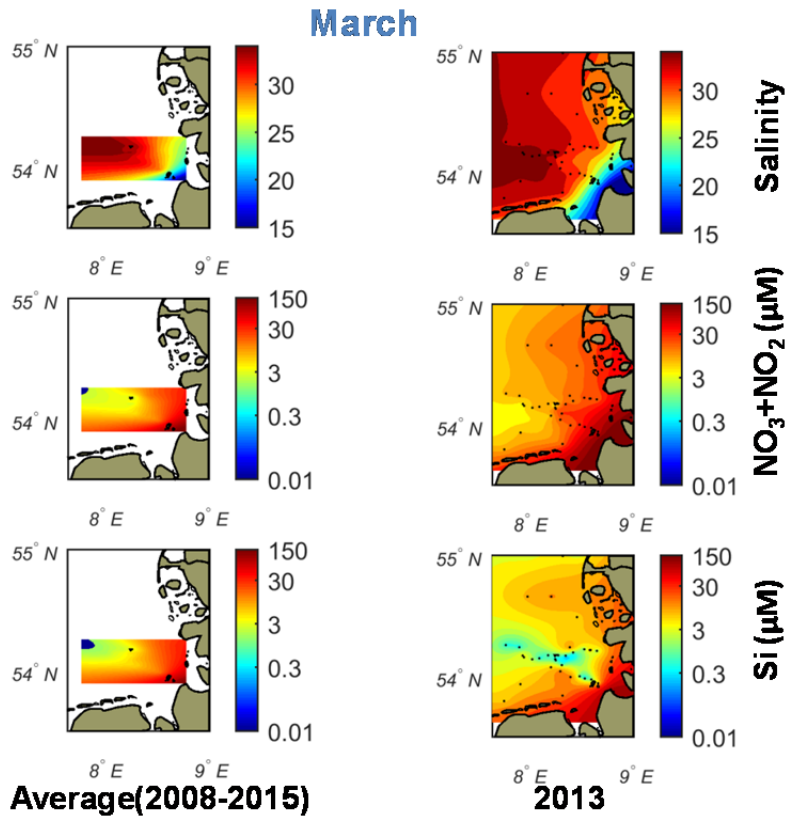 March
55° N
54° N
8° E
9° E
30
25
20
15
55° N
54° N
8° E
9° E
30
25
20
15
Salinity
55° N
54° N
8° E
9° E
150
30
3
0.3
0.01
55° N
54° N
8° E
9° E
150
30
3
0.3
0.01
NO₃+NO₂ (µM)
55° N
54° N
8° E
9° E
150
30
3
0.3
0.01
55° N
54° N
8° E
9° E
150
30
3
0.3
0.01
Si (µM)
Average(2008-2015)
2013